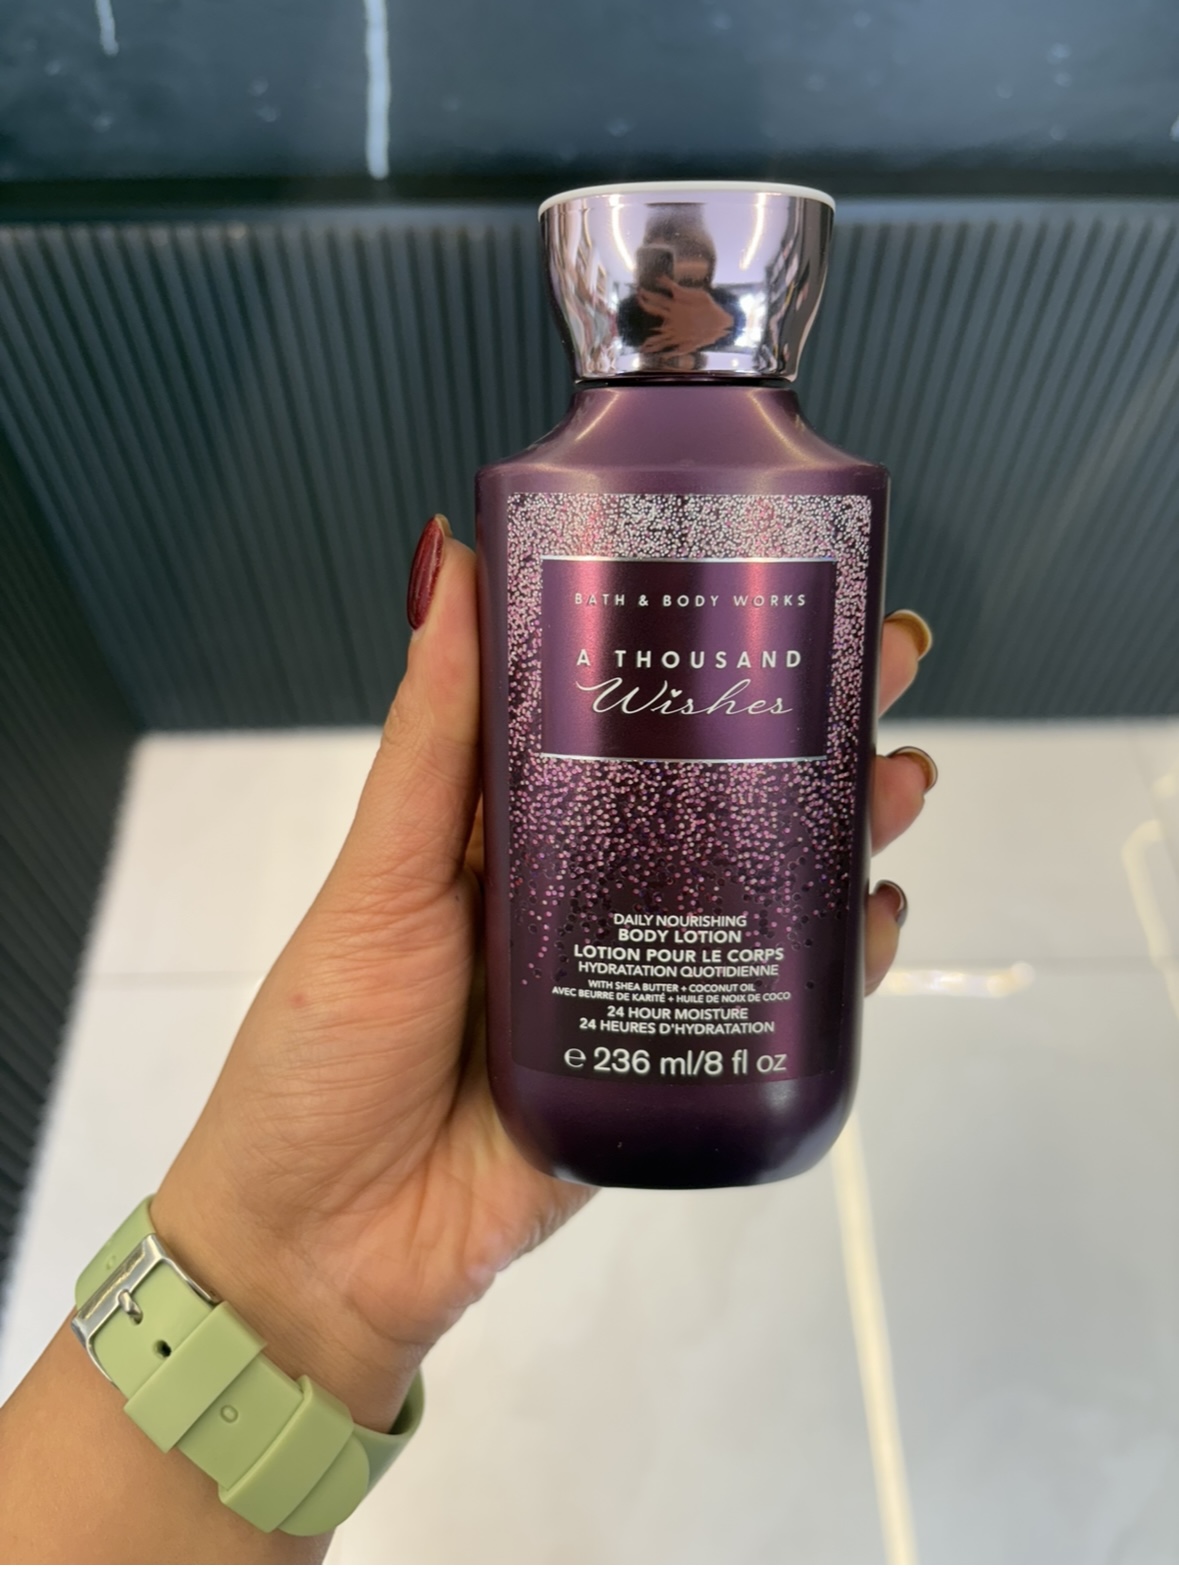 BATH & BODY WORKS
A THOUSAND
Wishes
DAILY NOURISHING
BODY LOTION
LOTION POUR LE CORPS
HYDRATATION QUOTIDIENNE
WITH SHEA BUTTER + COCONUT OIL
AVEC BEURRE DE KARITÉ + HUILE DE NOIX DE COCO
24 HOUR MOISTURE
24 HEURES D'HYDRATATION
℮ 236 ml/8 fl oz